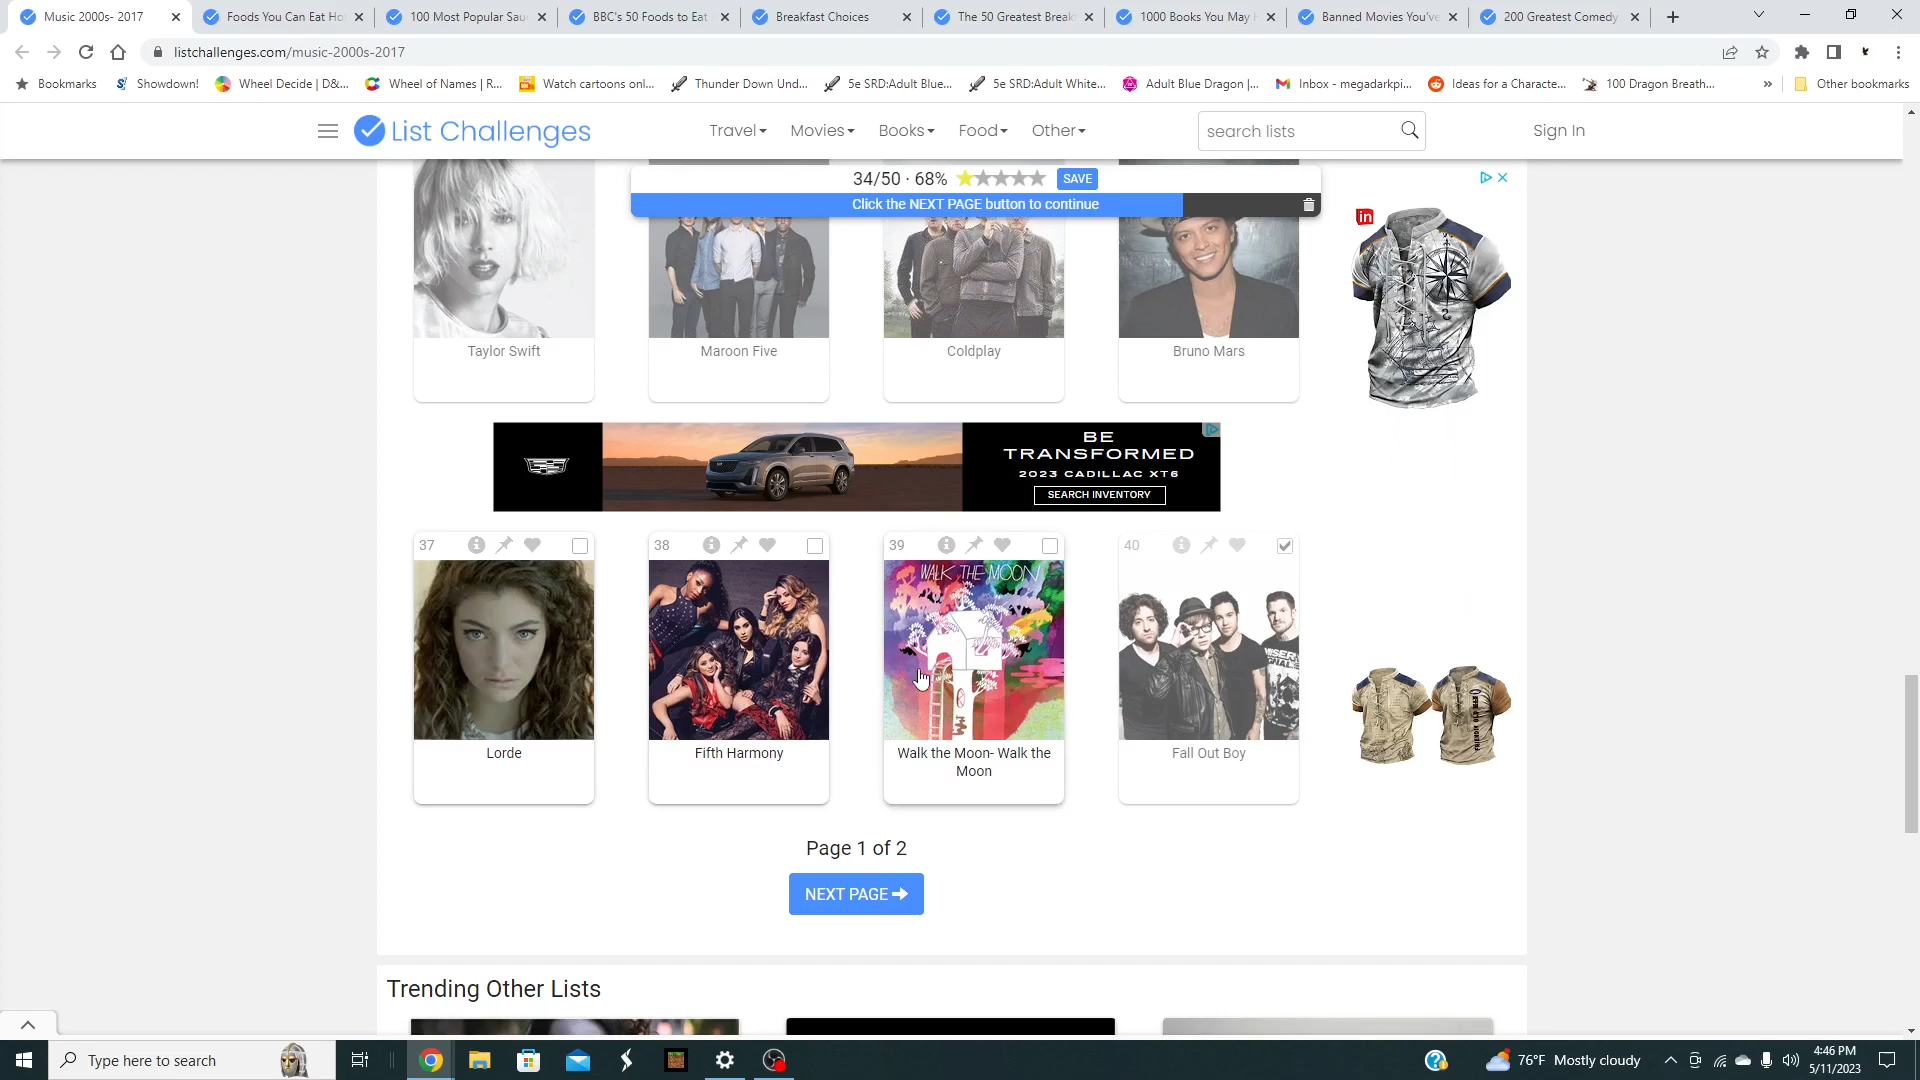 Music 2000s- 2017
Foods You Can Eat Ho
100 Most Popular Sau
BBC's 50 Foods to Eat
Breakfast Choices
The 50 Greatest Break
1000 Books You May H
Banned Movies You've
200 Greatest Comedy
listchallenges.com/music-2000s-2017
Bookmarks
Showdown!
Wheel Decide | D&...
Wheel of Names | R...
Watch cartoons onl...
Thunder Down Und...
5e SRD:Adult Blue...
5e SRD:Adult White...
Adult Blue Dragon |...
Inbox - megadarkpi...
Ideas for a Characte...
100 Dragon Breath...
»
Other bookmarks
List Challenges
Travel
Movies
Books
Food
Other
search lists
Sign In
34/50 · 68%
SAVE
Click the NEXT PAGE button to continue
in
Taylor Swift
Maroon Five
Coldplay
Bruno Mars
BE
TRANSFORMED
2023 CADILLAC XT6
SEARCH INVENTORY
37
38
39
40
WALK THE MOON
Lorde
Fifth Harmony
Walk the Moon- Walk the
Moon
Fall Out Boy
Page 1 of 2
NEXT PAGE
Trending Other Lists
Type here to search
76°F Mostly cloudy
4:46 PM
5/11/2023